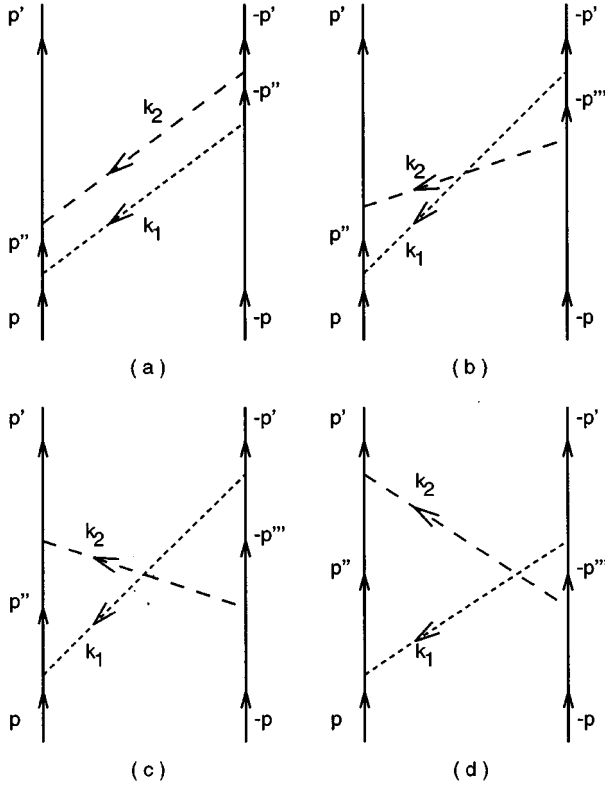 p' -p' p' -p'
-p'' -p'''
k2 k2
p'' k1 p'' k1
p -p p -p
( a ) ( b )
p' -p' p' -p'
k2 k2
-p''' p'' -p'''
p'' k1 k1
p -p p -p
( c ) ( d )